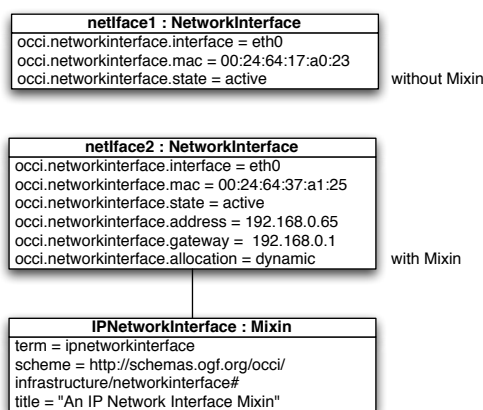 netIface1 : NetworkInterface
occi.networkinterface.interface = eth0
occi.networkinterface.mac = 00:24:64:17:a0:23
occi.networkinterface.state = active
without Mixin
netIface2 : NetworkInterface
occi.networkinterface.interface = eth0
occi.networkinterface.mac = 00:24:64:37:a1:25
occi.networkinterface.state = active
occi.networkinterface.address = 192.168.0.65
occi.networkinterface.gateway =  192.168.0.1
occi.networkinterface.allocation = dynamic
with Mixin
IPNetworkInterface : Mixin
term = ipnetworkinterface
scheme = http://schemas.ogf.org/occi/
infrastructure/networkinterface#
title = "An IP Network Interface Mixin"